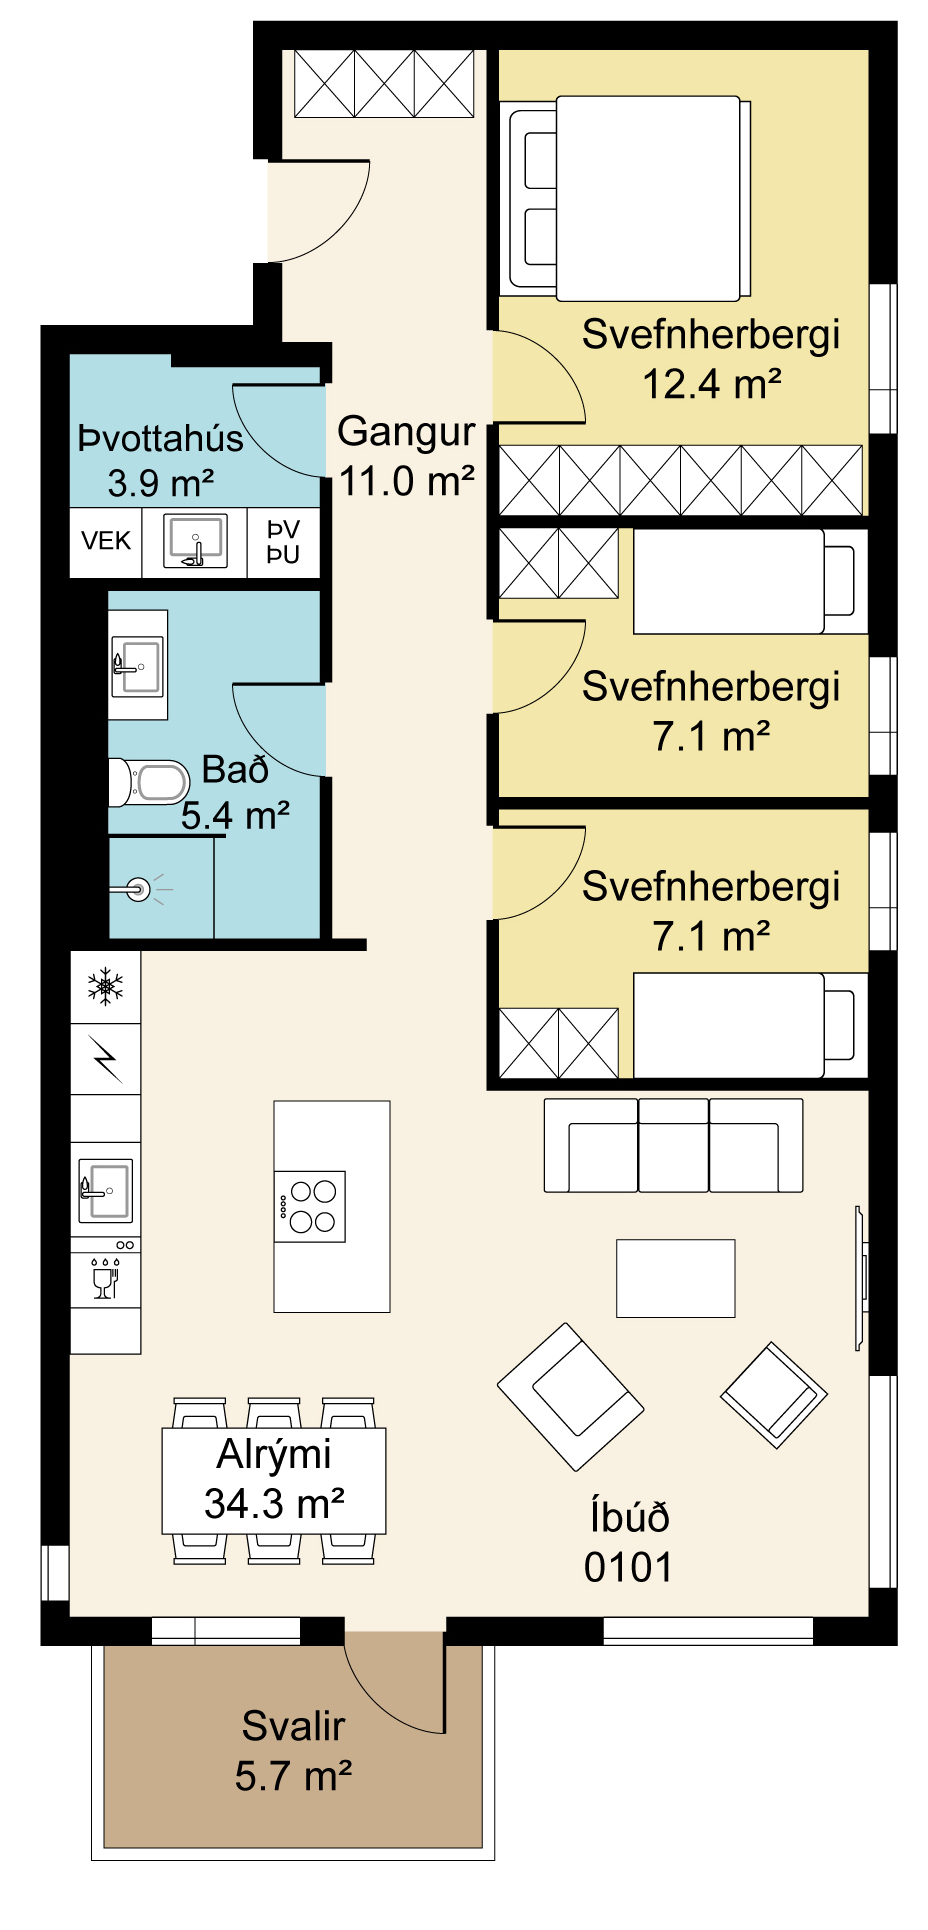 Svefnherbergi
12.4 m²
Gangur
11.0 m²
Þvottahús
3.9 m²
VEK
ÞV
ÞU
Svefnherbergi
7.1 m²
Bað
5.4 m²
Svefnherbergi
7.1 m²
Alrými
34.3 m²
Íbúð
0101
Svalir
5.7 m²